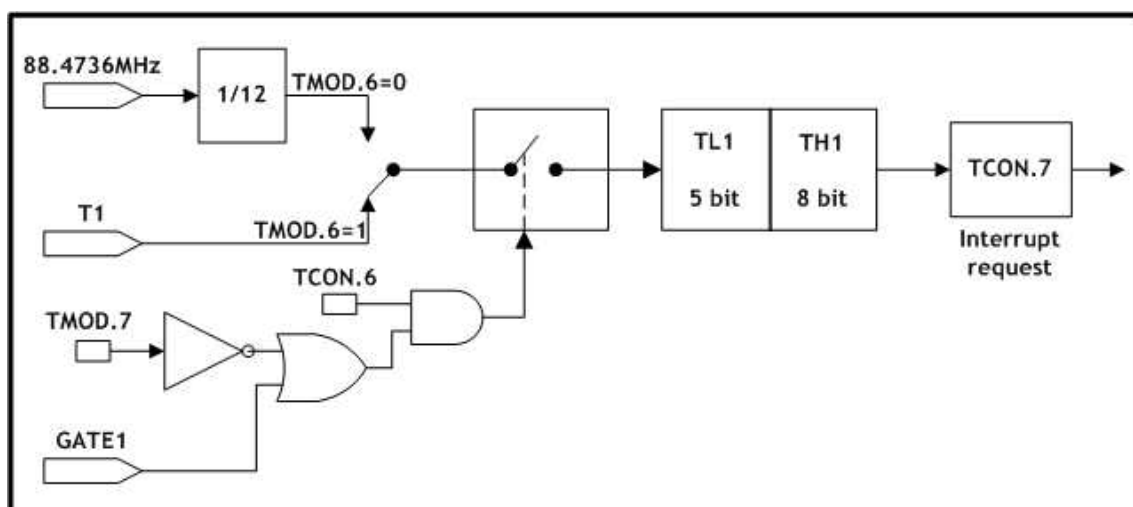 88.4736MHz
1/12
TMOD.6=0
TL1
TH1
TCON.7
5 bit
8 bit
T1
TMOD.6=1
Interrupt
request
TCON.6
TMOD.7
GATE1